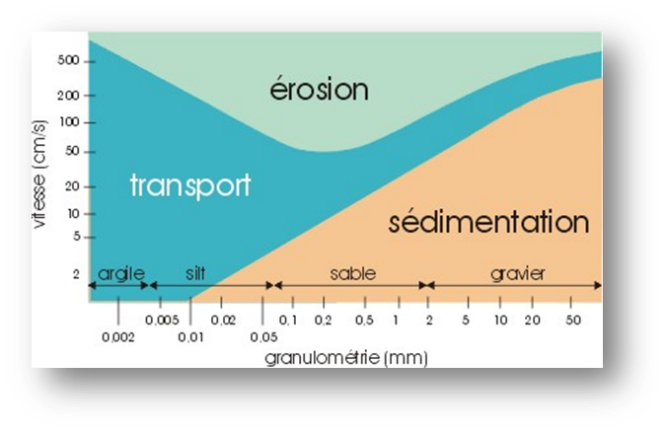 500
érosion
200
100
50
transport
20
10
sédimentation
5
2
argile
silt
sable
gravier
vitesse (cm/s)
0,005
0,02
0,1
0,2
0,5
1
2
5
10
20
50
0,002
0,01
0,05
granulométrie (mm)